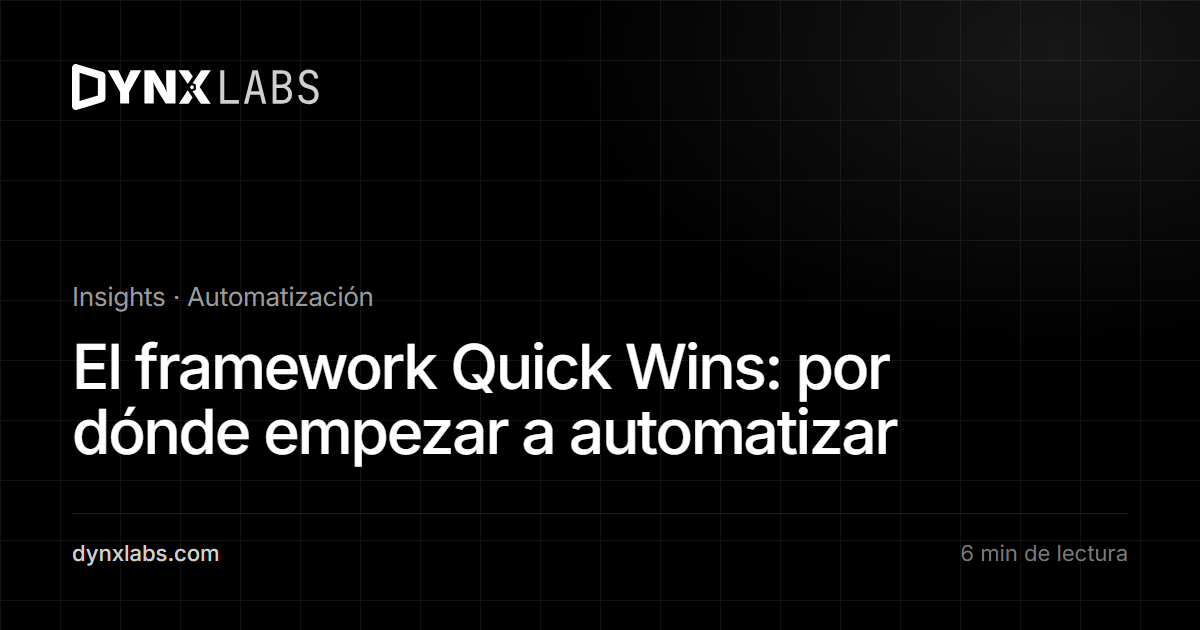 DYNX LABS
Insights · Automatización
El framework Quick Wins: por
dónde empezar a automatizar
dynxlabs.com
6 min de lectura